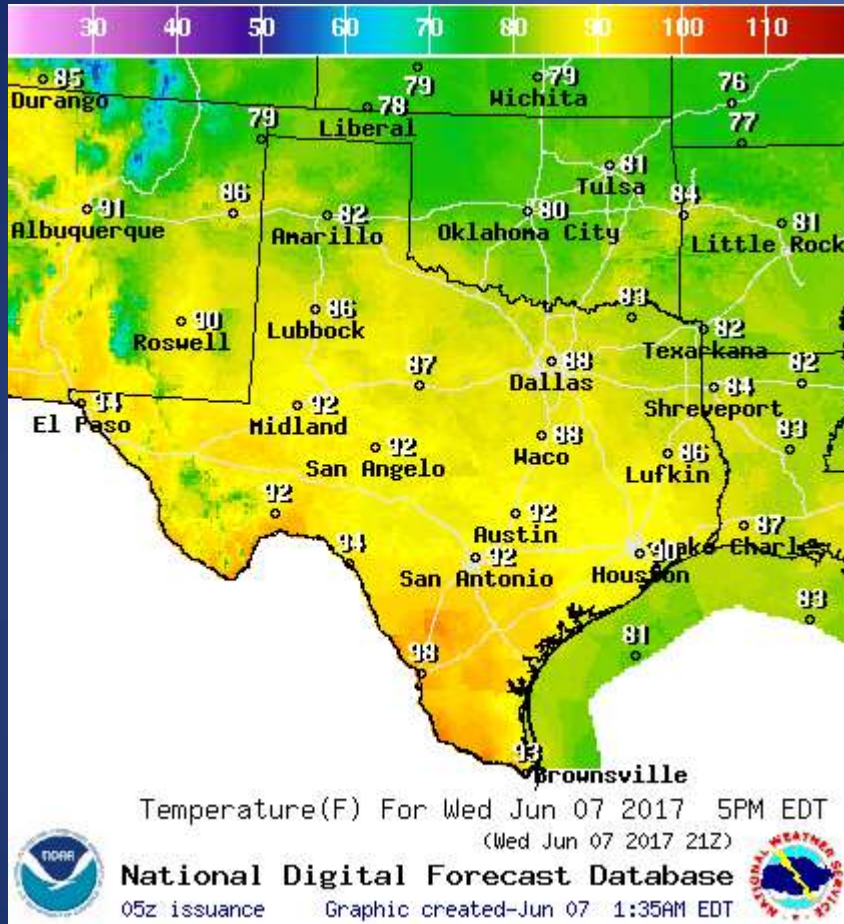 30 40 50 60 70 80 90 100 110
85 79 79 76
Durango 78 Wichita
79 Liberal 77
81
Tulsa
91 86 82 80 84 81
Albuquerque Amarillo Oklahoma City Little Rock
90 86 83 82
Roswell Lubbock Texarkana
87 88 84 82
Dallas Shreveport
94 92 88 86 83
El Paso Midland Waco Lufkin
92
San Angelo
92 92 87
Austin Lake Charles
94 92 90
San Antonio Houston
98 81 83
93
Brownsville
Temperature(F) For Wed Jun 07 2017 5PM EDT
(Wed Jun 07 2017 21Z)
NOAA
National Digital Forecast Database
05z issuance Graphic created-Jun 07 1:35AM EDT
NATIONAL WEATHER SERVICE